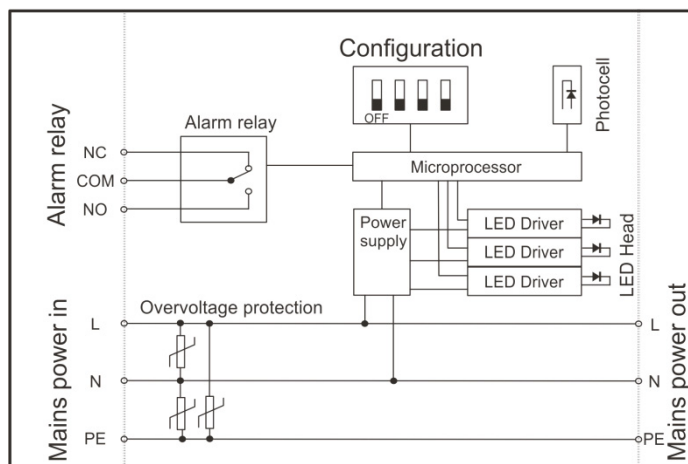 Configuration
OFF
Photocell
Alarm relay
Alarm relay
NC
COM
NO
Microprocessor
Power
supply
LED Driver
LED Driver
LED Driver
LED Head
Mains power in
Overvoltage protection
L
N
PE
L
N
PE
Mains power out